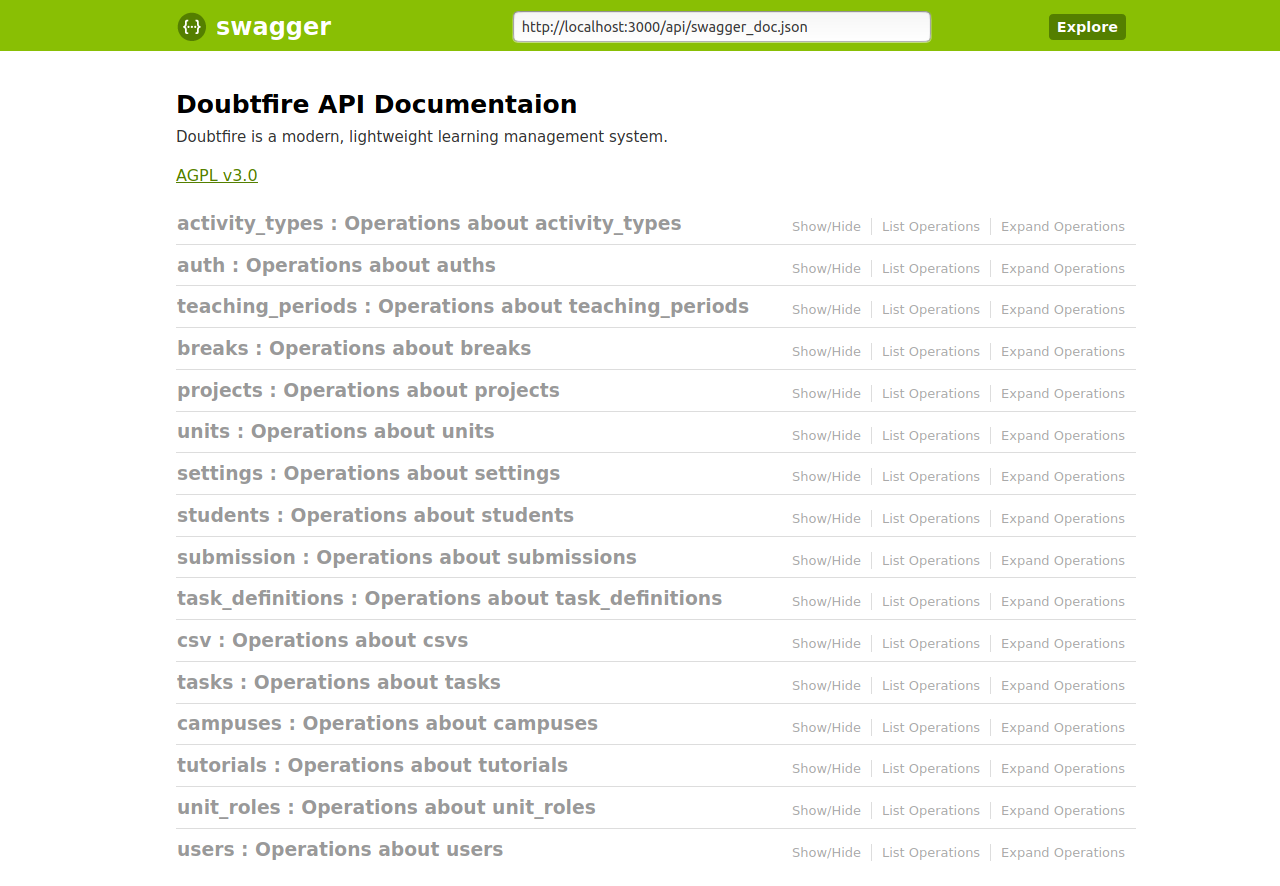 swagger http://localhost:3000/api/swagger_doc.json Explore
Doubtfire API Documentaion
Doubtfire is a modern, lightweight learning management system.
AGPL v3.0
activity_types : Operations about activity_types Show/Hide List Operations Expand Operations
auth : Operations about auths Show/Hide List Operations Expand Operations
teaching_periods : Operations about teaching_periods Show/Hide List Operations Expand Operations
breaks : Operations about breaks Show/Hide List Operations Expand Operations
projects : Operations about projects Show/Hide List Operations Expand Operations
units : Operations about units Show/Hide List Operations Expand Operations
settings : Operations about settings Show/Hide List Operations Expand Operations
students : Operations about students Show/Hide List Operations Expand Operations
submission : Operations about submissions Show/Hide List Operations Expand Operations
task_definitions : Operations about task_definitions Show/Hide List Operations Expand Operations
csv : Operations about csvs Show/Hide List Operations Expand Operations
tasks : Operations about tasks Show/Hide List Operations Expand Operations
campuses : Operations about campuses Show/Hide List Operations Expand Operations
tutorials : Operations about tutorials Show/Hide List Operations Expand Operations
unit_roles : Operations about unit_roles Show/Hide List Operations Expand Operations
users : Operations about users Show/Hide List Operations Expand Operations